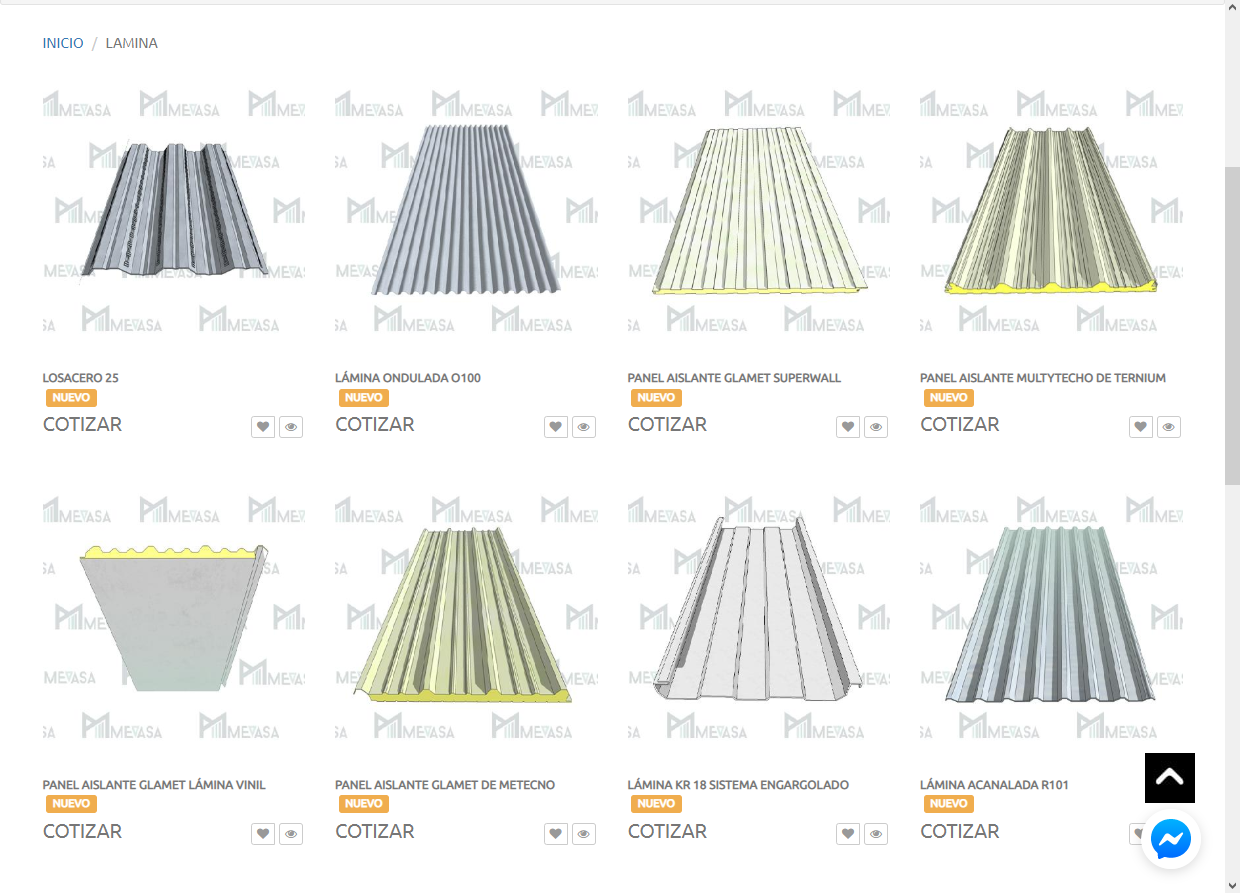 INICIO / LAMINA
MEVASA
LOSACERO 25
NUEVO
COTIZAR
LÁMINA ONDULADA O100
NUEVO
COTIZAR
PANEL AISLANTE GLAMET SUPERWALL
NUEVO
COTIZAR
PANEL AISLANTE MULTYTECHO DE TERNIUM
NUEVO
COTIZAR
PANEL AISLANTE GLAMET LÁMINA VINIL
NUEVO
COTIZAR
PANEL AISLANTE GLAMET DE METECNO
NUEVO
COTIZAR
LÁMINA KR 18 SISTEMA ENGARGOLADO
NUEVO
COTIZAR
LÁMINA ACANALADA R101
NUEVO
COTIZAR